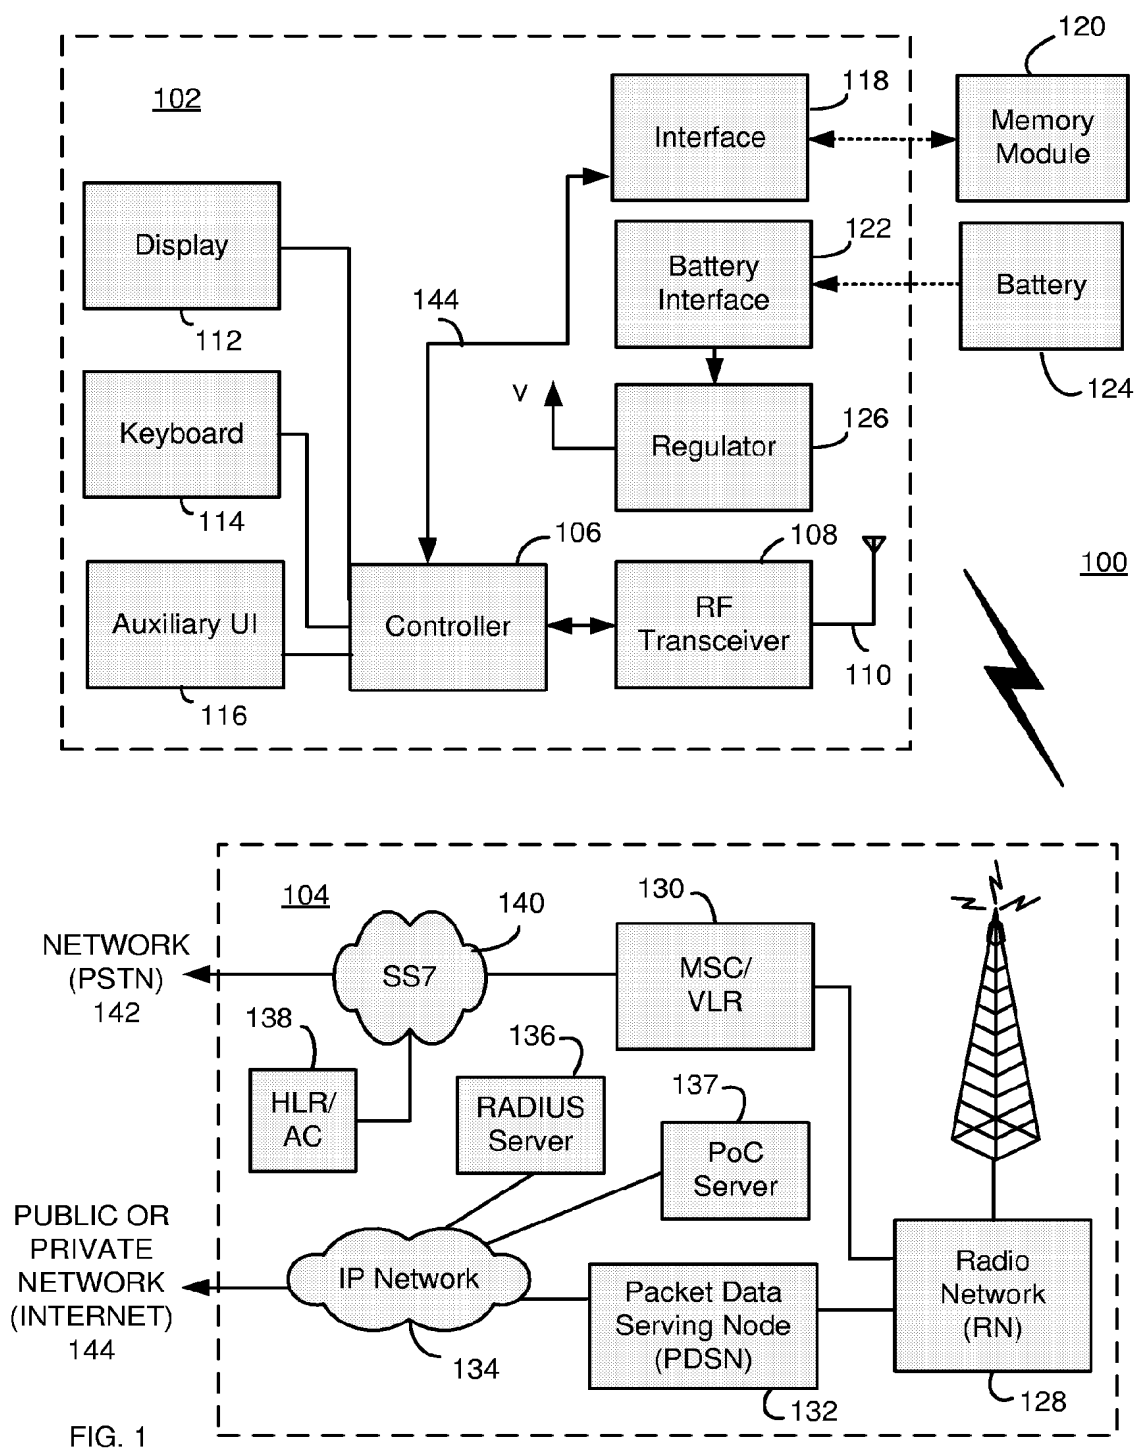 120
102
118
Interface
Memory
Module
Display
122
Battery
Interface
Battery
144
112
124
V
126
Keyboard
Regulator
114
106
108
100
Auxiliary UI
Controller
RF
Transceiver
110
116
104
130
140
NETWORK
(PSTN)
142
SS7
MSC/
VLR
138
136
137
HLR/
AC
RADIUS
Server
PoC
Server
PUBLIC OR
PRIVATE
NETWORK
(INTERNET)
144
IP Network
134
Packet Data
Serving Node
(PDSN)
132
Radio
Network
(RN)
128
FIG. 1